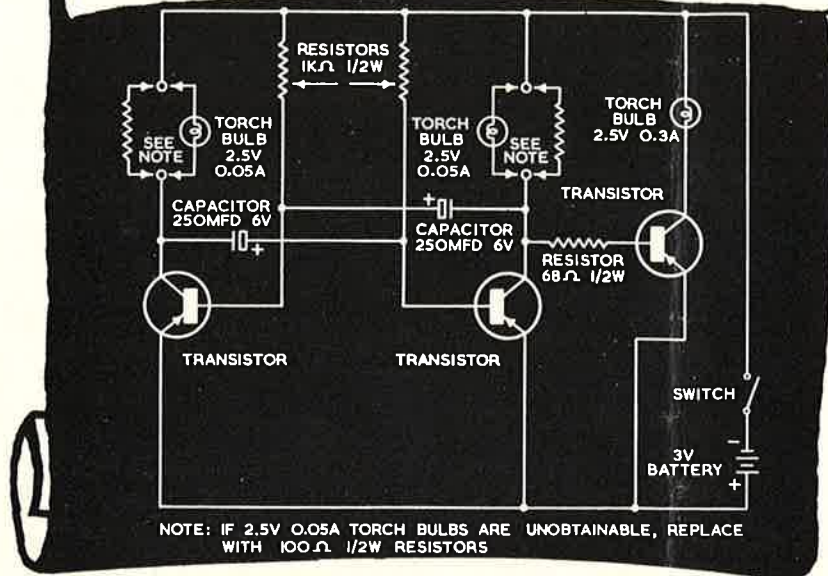 RESISTORS
1KΩ 1/2W
TORCH
BULB
2.5V
0.05A
SEE
NOTE
TORCH
BULB
2.5V
0.05A
SEE
NOTE
TORCH
BULB
2.5V 0.3A
TRANSISTOR
CAPACITOR
250MFD 6V
+
+
CAPACITOR
250MFD 6V
RESISTOR
68Ω 1/2W
TRANSISTOR
TRANSISTOR
SWITCH
-
3V
BATTERY
+
NOTE: IF 2.5V 0.05A TORCH BULBS ARE UNOBTAINABLE, REPLACE
WITH 100Ω 1/2W RESISTORS